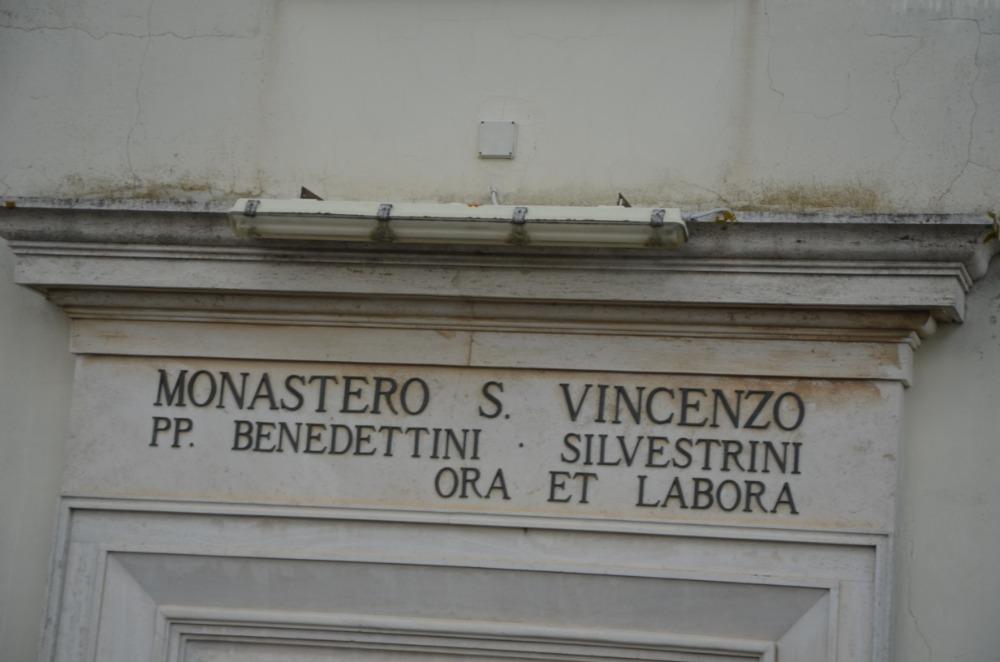 MONASTERO S. VINCENZO
PP. BENEDETTINI · SILVESTRINI
ORA ET LABORA